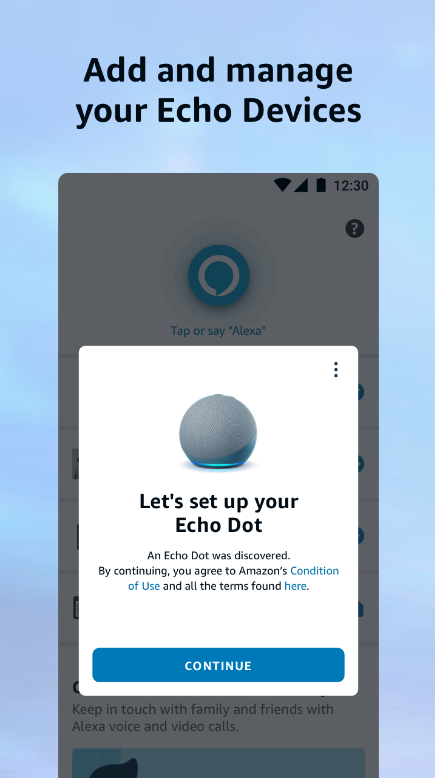 Add and manage
your Echo Devices
12:30
?
Tap or say "Alexa"
Let's set up your
Echo Dot
An Echo Dot was discovered.
By continuing, you agree to Amazon's Condition
of Use and all the terms found here.
CONTINUE
Keep in touch with family and friends with
Alexa voice and video calls.